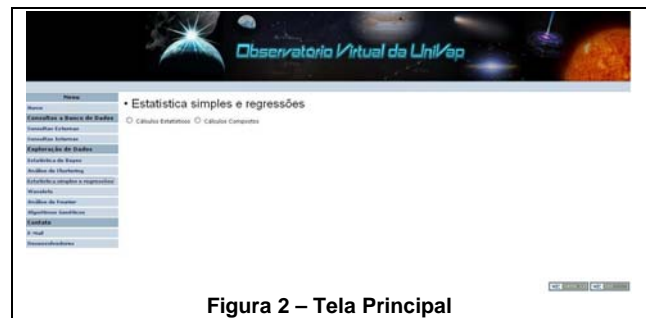 Observatório Virtual da UniVap
Menu
Home
Consultas a Banco de Dados
Consultas Externas
Consultas Internas
Exploração de Dados
Estatística de Bayes
Análise de Clustering
Estatística simples e regressões
Wavelets
Análise de Fourier
Algoritmos Genéticos
Contato
E-Mail
Desenvolvedores
• Estatística simples e regressões
Cálculos Estatísticos Cálculos Compostos
Figura 2 – Tela Principal